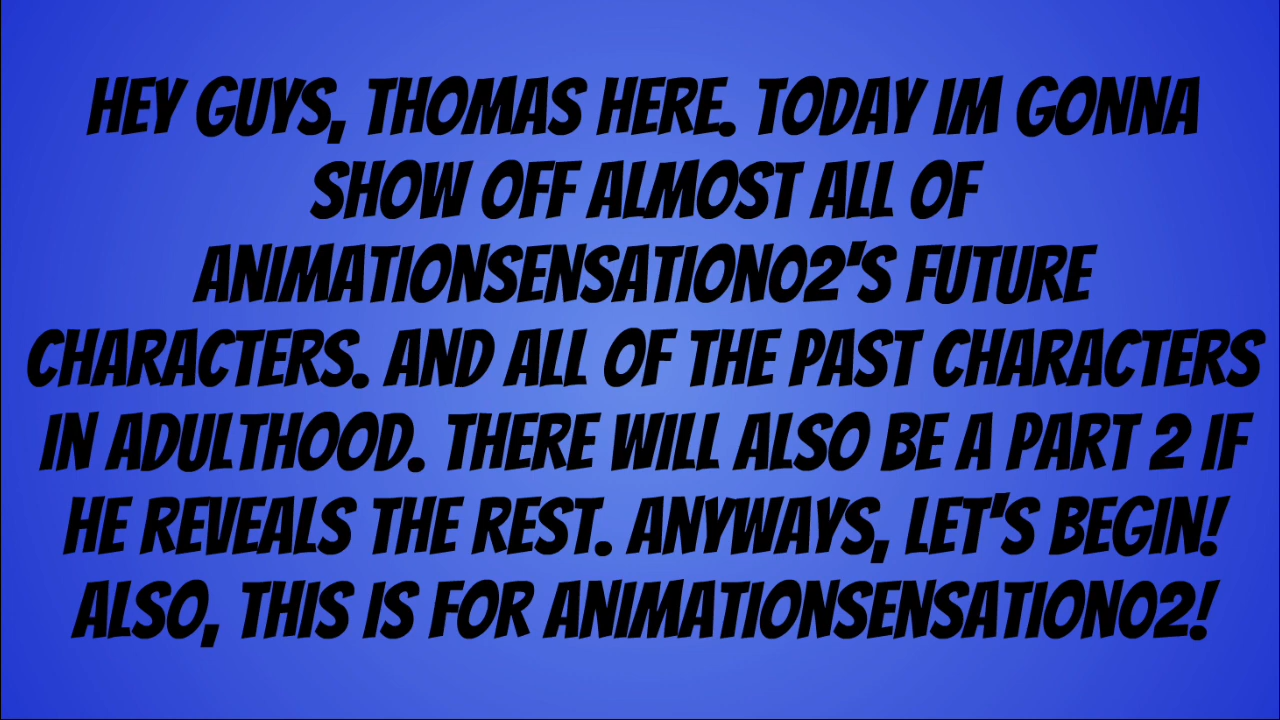 HEY GUYS, THOMAS HERE. TODAY IM GONNA
SHOW OFF ALMOST ALL OF
ANIMATIONSENSATION02'S FUTURE
CHARACTERS. AND ALL OF THE PAST CHARACTERS
IN ADULTHOOD. THERE WILL ALSO BE A PART 2 IF
HE REVEALS THE REST. ANYWAYS, LET'S BEGIN!
ALSO, THIS IS FOR ANIMATIONSENSATION02!